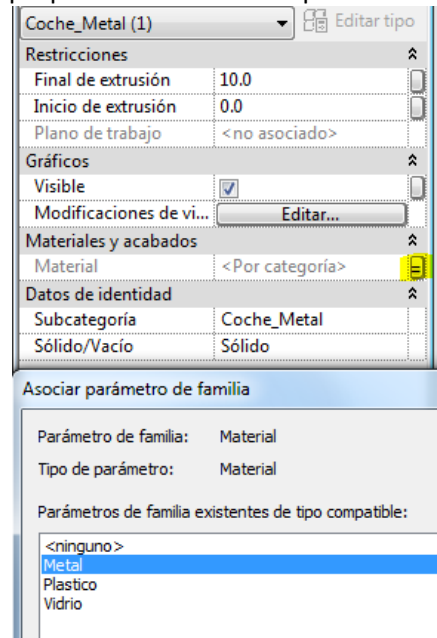 Coche_Metal (1) Editar tipo
Restricciones
Final de extrusión 10.0
Inicio de extrusión 0.0
Plano de trabajo <no asociado>
Gráficos
Visible
Modificaciones de vi... Editar...
Materiales y acabados
Material <Por categoría> =
Datos de identidad
Subcategoría Coche_Metal
Sólido/Vacío Sólido
Asociar parámetro de familia
Parámetro de familia: Material
Tipo de parámetro: Material
Parámetros de familia existentes de tipo compatible:
<ninguno>
Metal
Plastico
Vidrio